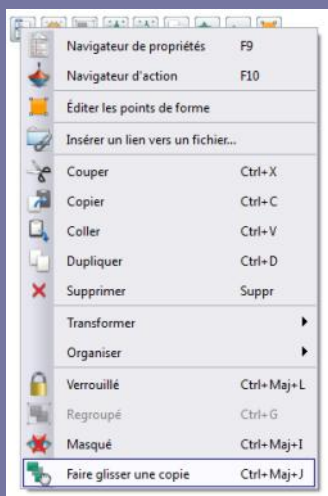 Navigateur de propriétés F9
Navigateur d'action F10
Éditer les points de forme
Insérer un lien vers un fichier...
Couper Ctrl+X
Copier Ctrl+C
Coller Ctrl+V
Dupliquer Ctrl+D
Supprimer Suppr
Transformer
Organiser
Verrouillé Ctrl+Maj+L
Regroupé Ctrl+G
Masqué Ctrl+Maj+I
Faire glisser une copie Ctrl+Maj+J